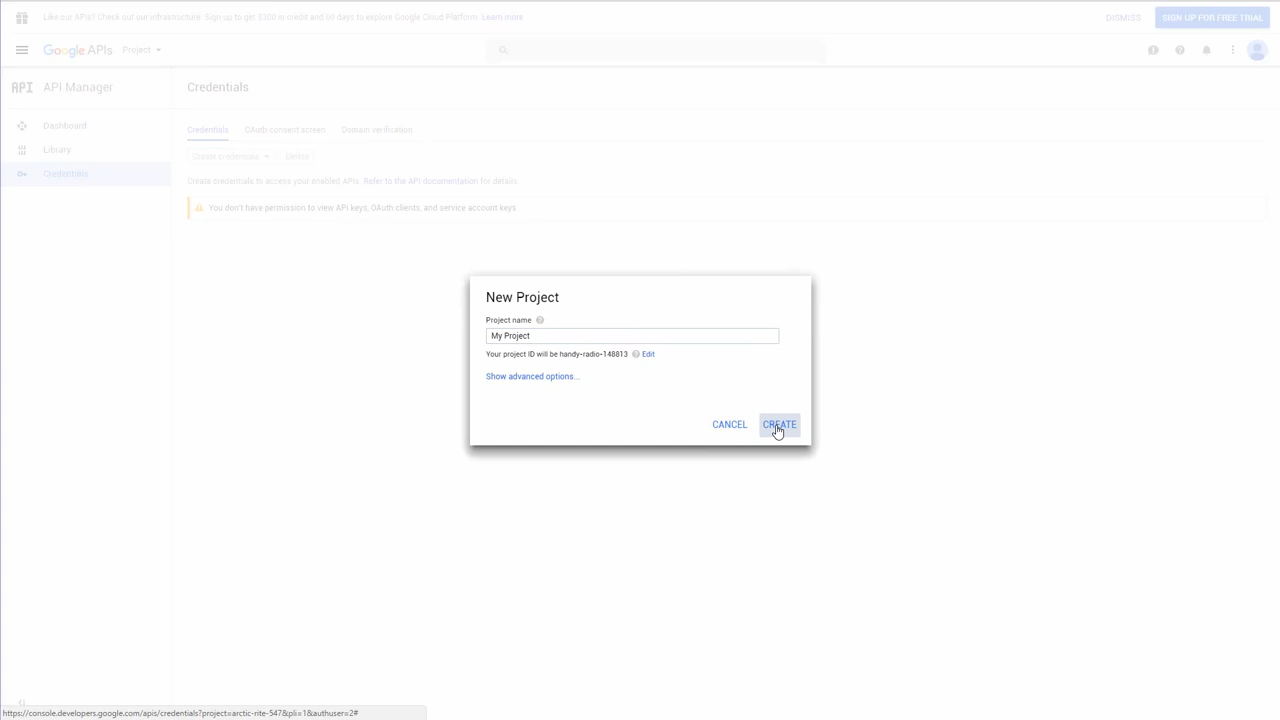 Like our APIs? Check out our infrastructure. Sign up to get $300 in credit and 60 days to explore Google Cloud Platform. Learn more
DISMISS
SIGN UP FOR FREE TRIAL
Google APIs
Project
API
API Manager
Credentials
Dashboard
Library
Credentials
Credentials
OAuth consent screen
Domain verification
Create credentials
Delete
Create credentials to access your enabled APIs. Refer to the API documentation for details.
You don't have permission to view API keys, OAuth clients, and service account keys
New Project
Project name
My Project
Your project ID will be handy-radio-148813
Edit
Show advanced options...
CANCEL
CREATE
https://console.developers.google.com/apis/credentials?project=arctic-rite-547&pli=1&authuser=2#